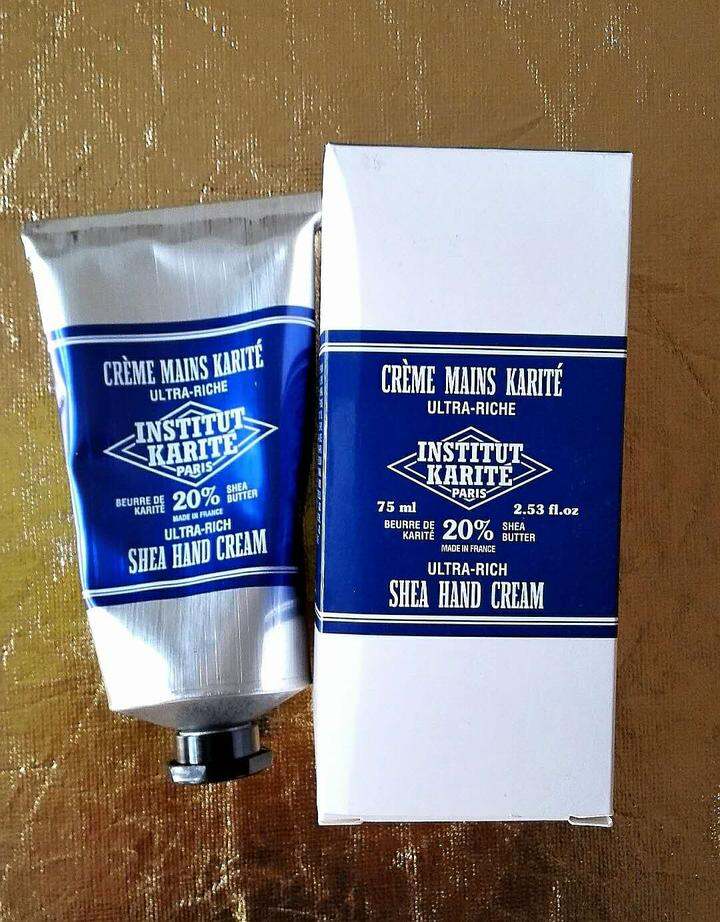 CRÈME MAINS KARITÉ
ULTRA-RICHE
INSTITUT
KARITÉ
PARIS
BEURRE DE KARITÉ 20% SHEA BUTTER
MADE IN FRANCE
ULTRA-RICH
SHEA HAND CREAM
CRÈME MAINS KARITÉ
ULTRA-RICHE
INSTITUT
KARITÉ
PARIS
75 ml 2.53 fl.oz
BEURRE DE KARITÉ 20% SHEA BUTTER
MADE IN FRANCE
ULTRA-RICH
SHEA HAND CREAM